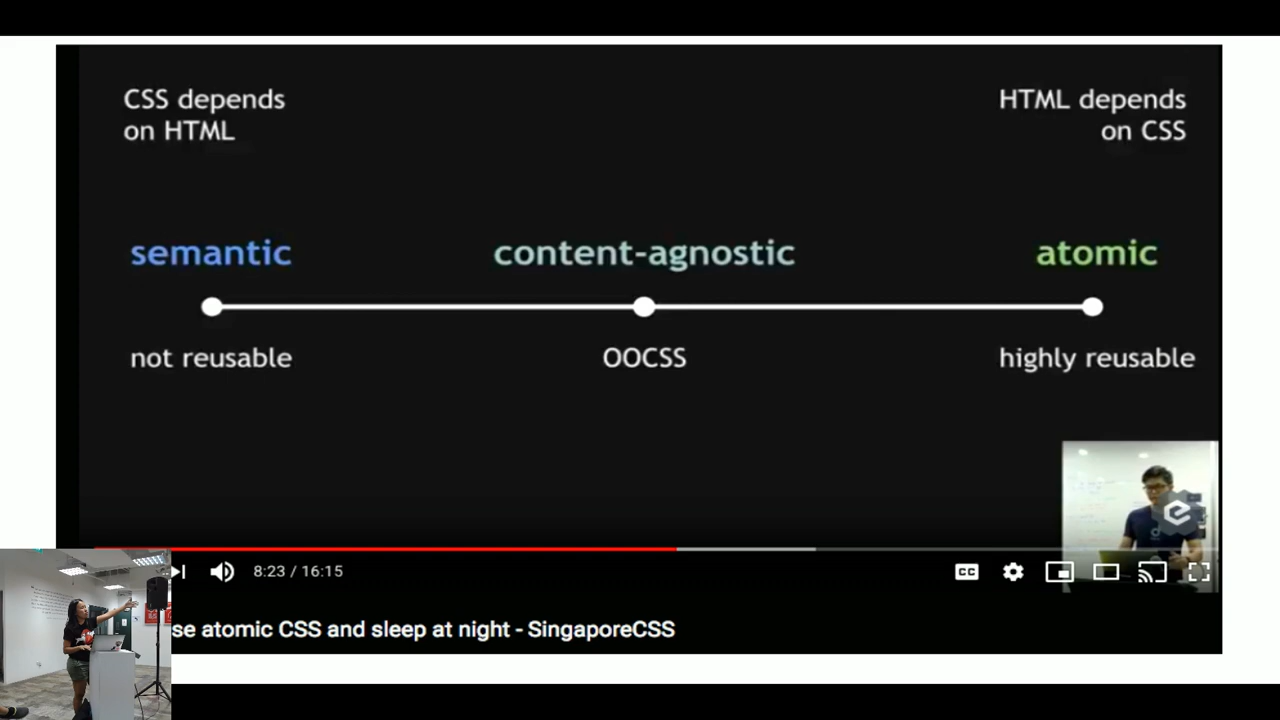 CSS depends
on HTML
HTML depends
on CSS
semantic
content-agnostic
atomic
not reusable
OOCSS
highly reusable
e
8:23 / 16:15
CC
se atomic CSS and sleep at night - SingaporeCSS